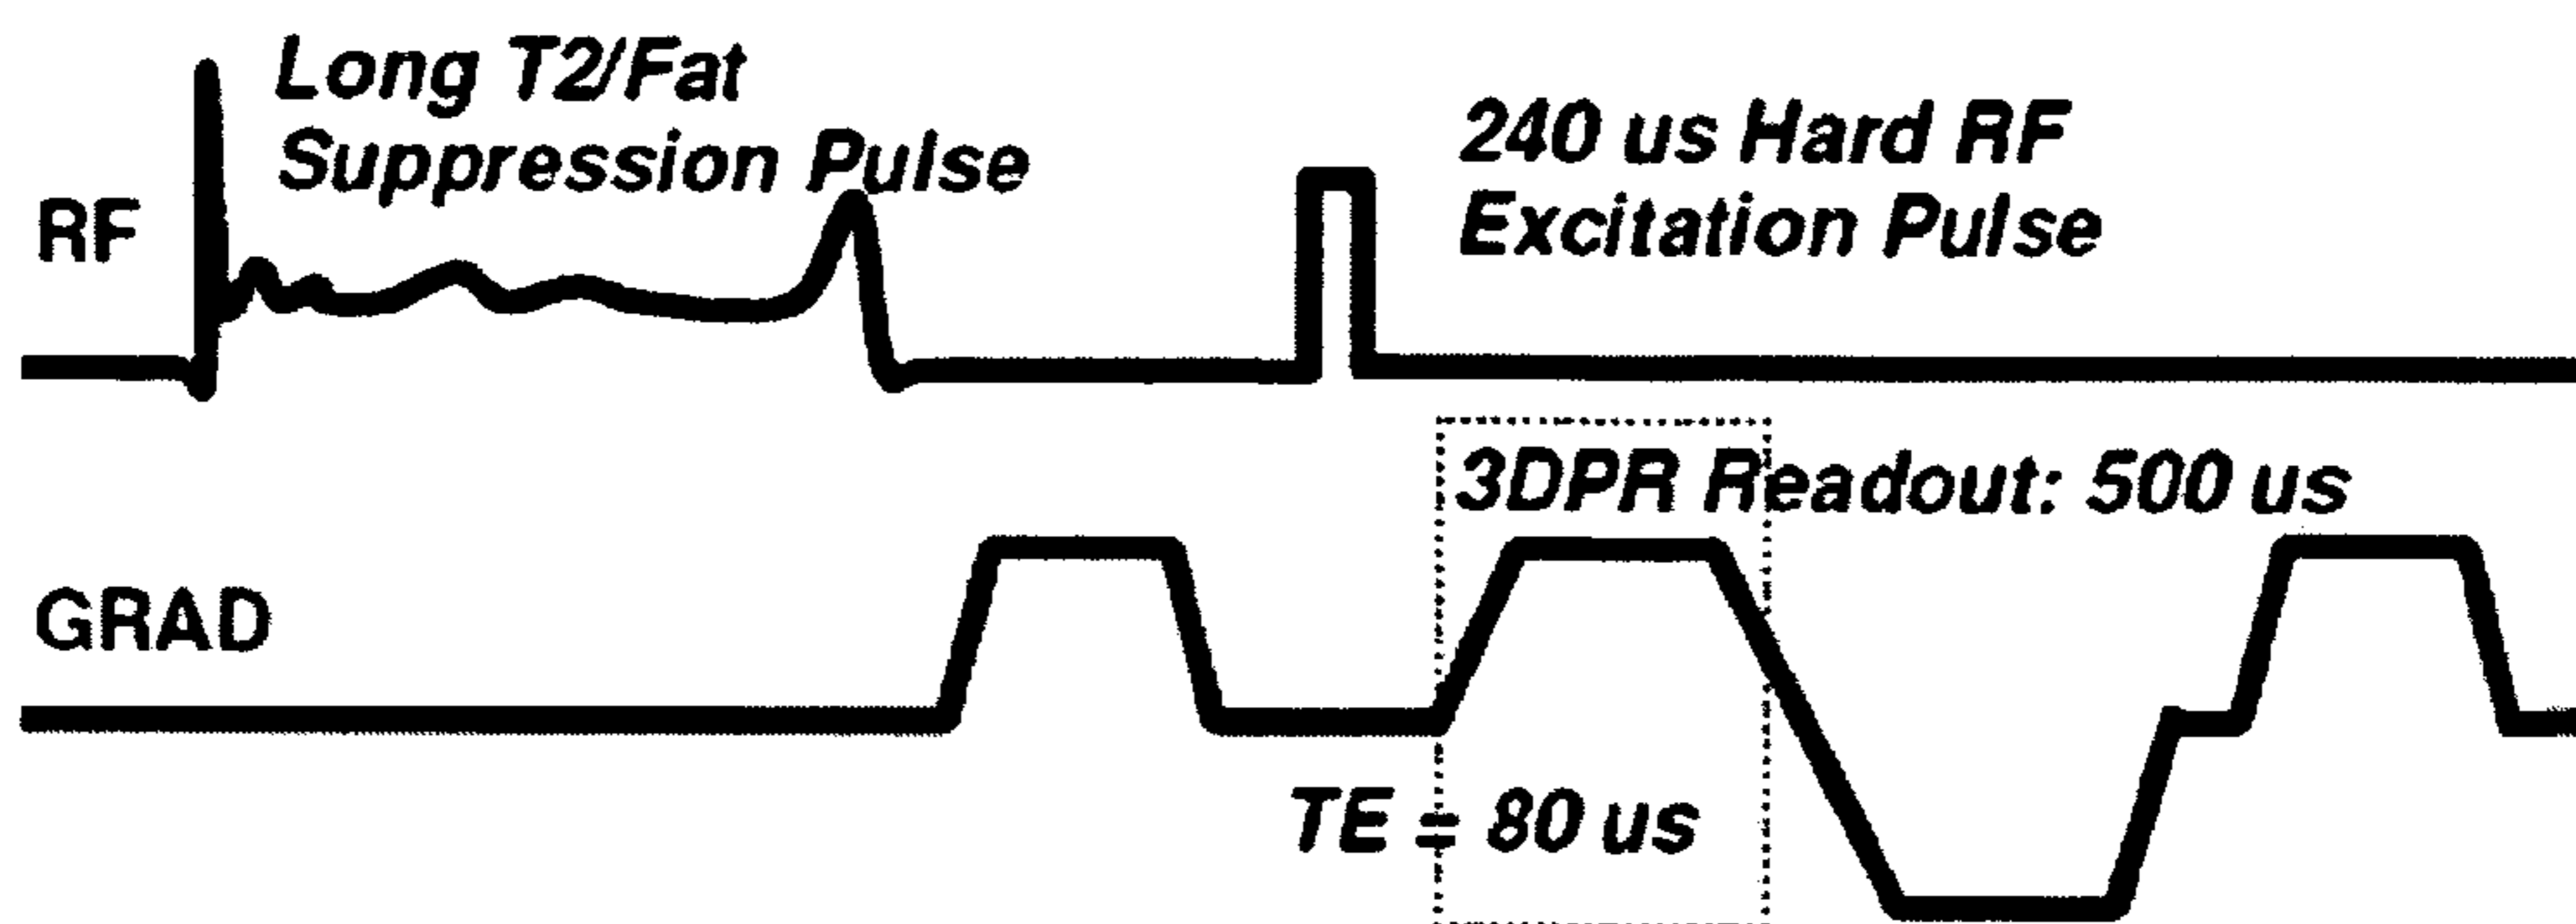 Long T2/Fat
Suppression Pulse
240 us Hard RF
Excitation Pulse
RF
3DPR Readout: 500 us
GRAD
TE = 80 us